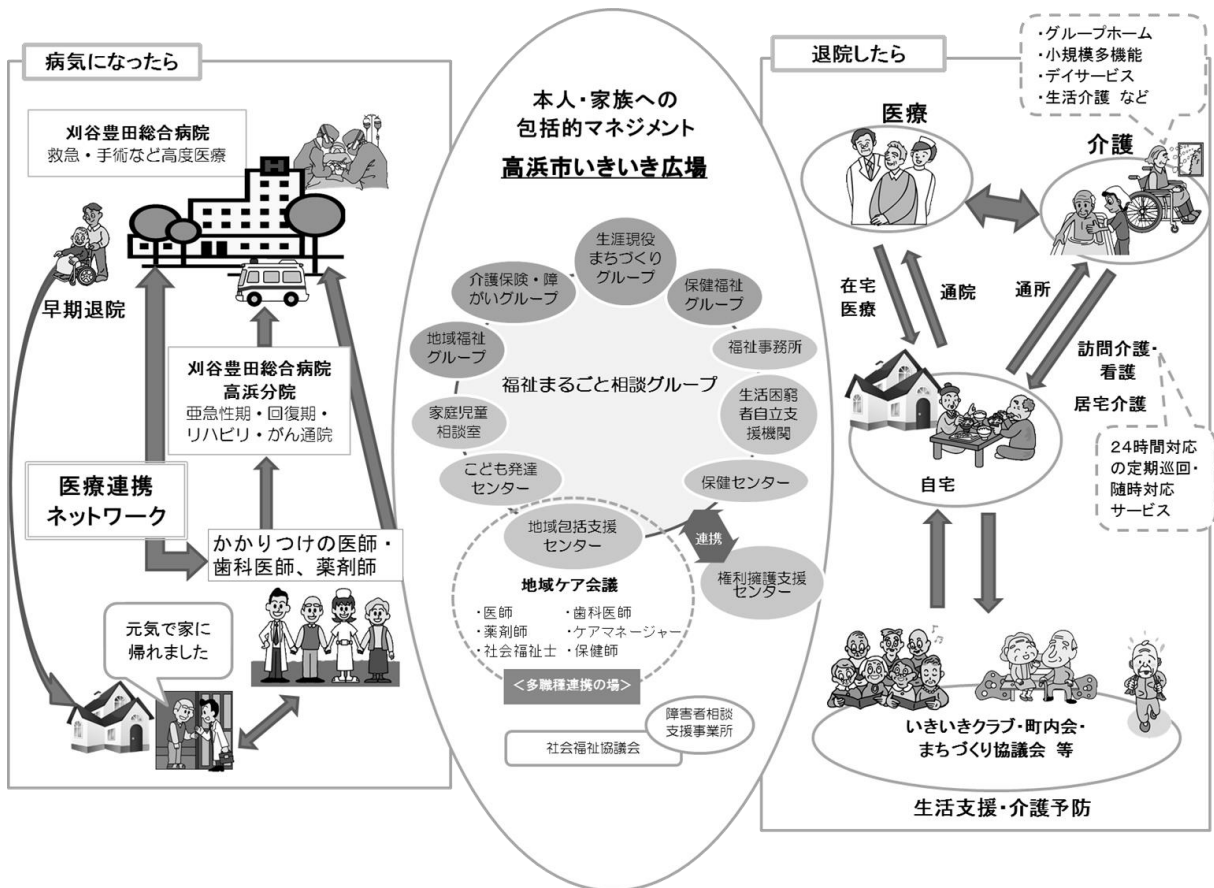 病気になったら
刈谷豊田総合病院
救急・手術など高度医療
H
早期退院
刈谷豊田総合病院
高浜分院
亜急性期・回復期・
リハビリ・がん通院
医療連携
ネットワーク
かかりつけの医師・
歯科医師、薬剤師
元気で家に
帰れました
本人・家族への
包括的マネジメント
高浜市いきいき広場
生涯現役
まちづくり
グループ
介護保険・障
がいグループ
保健福祉
グループ
地域福祉
グループ
福祉事務所
福祉まるごと相談グループ
家庭児童
相談室
生活困窮
者自立支
援機関
こども発達
センター
保健センター
地域包括支援
センター
連携
権利擁護支援
センター
地域ケア会議
・医師
・歯科医師
・薬剤師
・ケアマネージャー
・社会福祉士
・保健師
＜多職種連携の場＞
障害者相談
支援事業所
社会福祉協議会
退院したら
・グループホーム
・小規模多機能
・デイサービス
・生活介護 など
医療
介護
在宅
医療
通院
通所
訪問介護・
看護
居宅介護
自宅
24時間対応
の定期巡回・
随時対応
サービス
いきいきクラブ・町内会・
まちづくり協議会 等
生活支援・介護予防